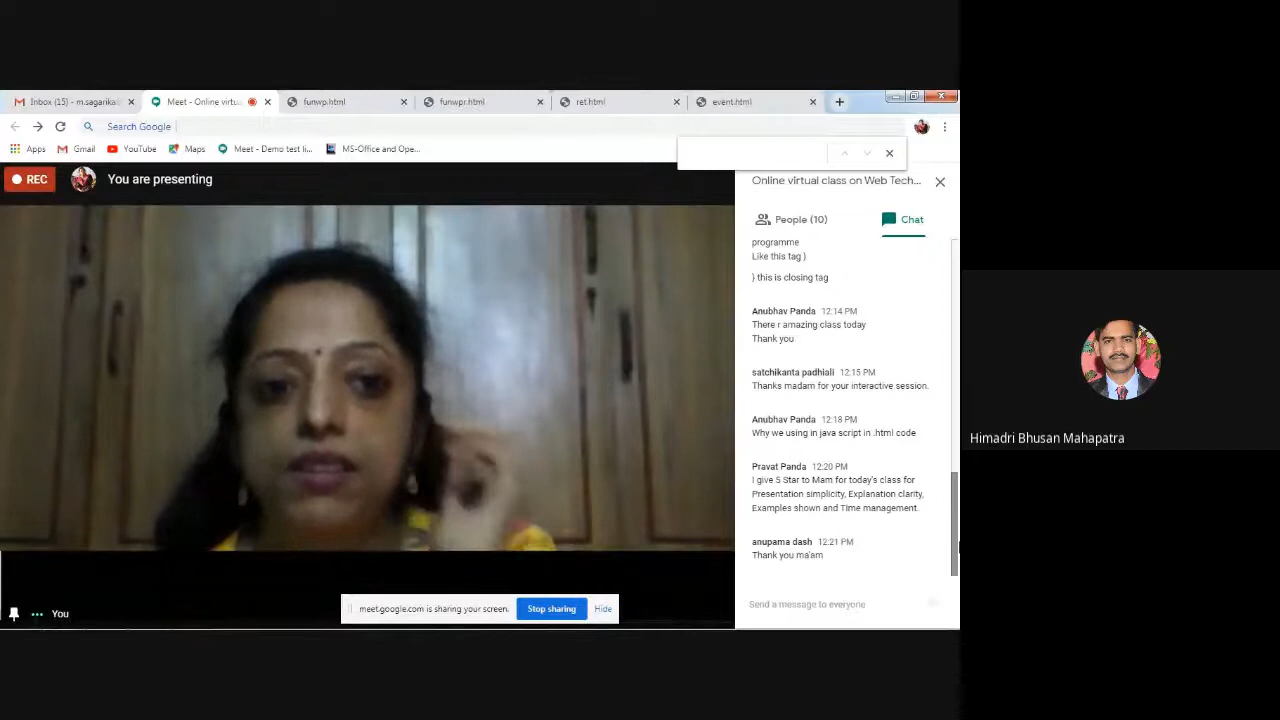 Inbox (15) - m.sagarika
Meet - Online virtu
funwp.html
funwpr.html
ret.html
event.html
Search Google
Apps
Gmail
YouTube
Maps
Meet - Demo test li...
MS-Office and Ope...
REC
You are presenting
Online virtual class on Web Tech...
People (10)
Chat
programme
Like this tag )
} this is closing tag
Anubhav Panda 12:14 PM
There r amazing class today
Thank you
satchikanta padhiali 12:15 PM
Thanks madam for your interactive session.
Anubhav Panda 12:18 PM
Why we using in java script in .html code
Pravat Panda 12:20 PM
I give 5 Star to Mam for today's class for
Presentation simplicity, Explanation clarity,
Examples shown and TIme management.
anupama dash 12:21 PM
Thank you ma'am
Send a message to everyone
meet.google.com is sharing your screen.
Stop sharing
Hide
You
Himadri Bhusan Mahapatra